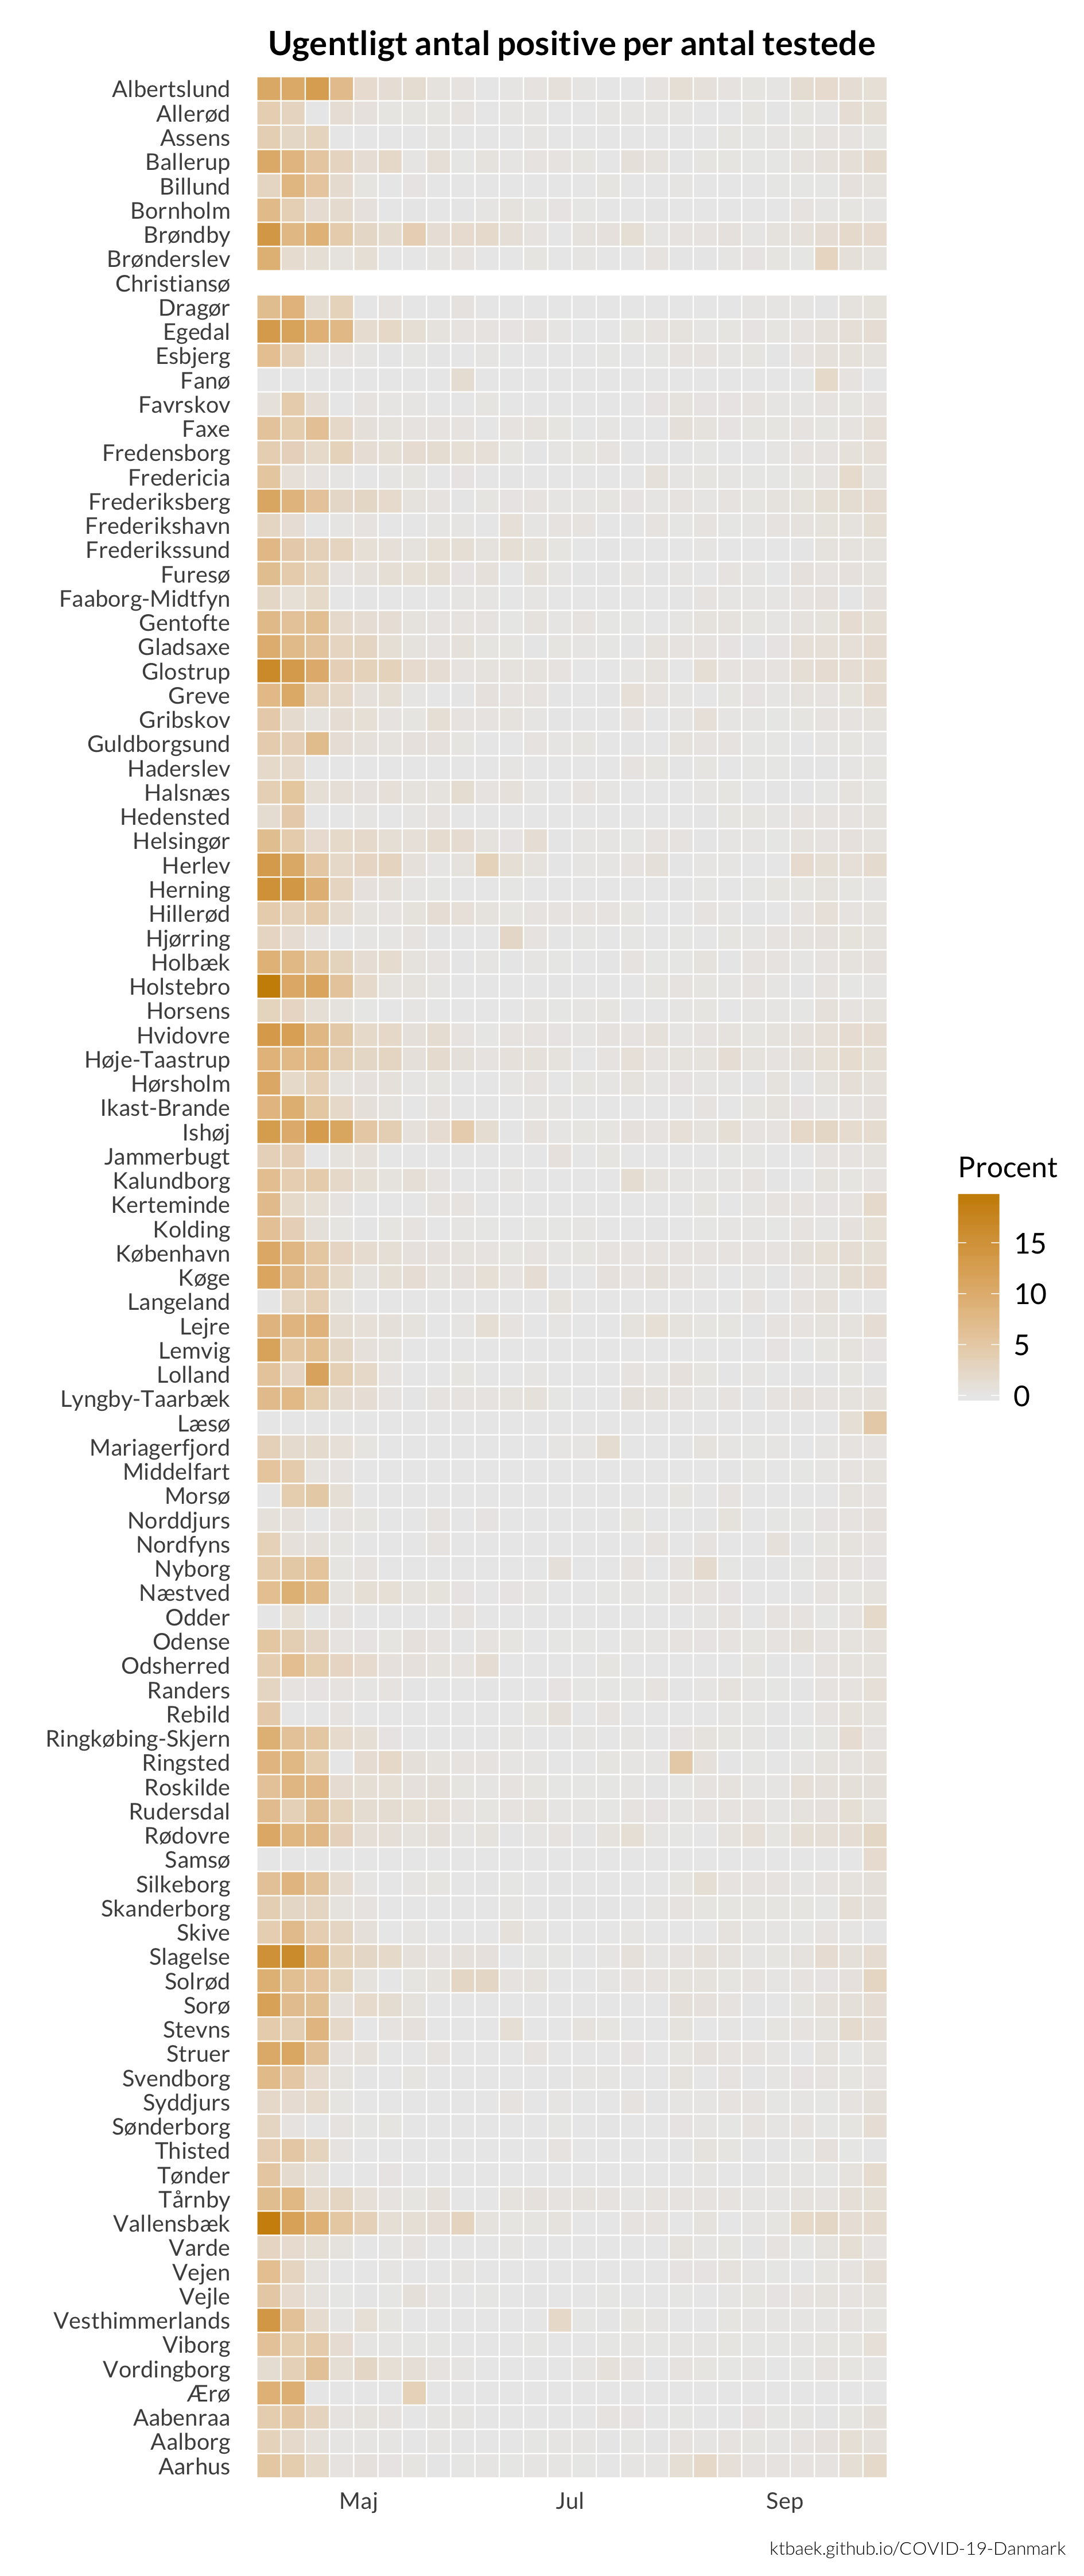 Ugentligt antal positive per antal testede
Albertslund
Allerød
Assens
Ballerup
Billund
Bornholm
Brøndby
Brønderslev
Christiansø
Dragør
Egedal
Esbjerg
Fanø
Favrskov
Faxe
Fredensborg
Fredericia
Frederiksberg
Frederikshavn
Frederikssund
Furesø
Faaborg-Midtfyn
Gentofte
Gladsaxe
Glostrup
Greve
Gribskov
Guldborgsund
Haderslev
Halsnæs
Hedensted
Helsingør
Herlev
Herning
Hillerød
Hjørring
Holbæk
Holstebro
Horsens
Hvidovre
Høje-Taastrup
Hørsholm
Ikast-Brande
Ishøj
Jammerbugt
Kalundborg
Kerteminde
Kolding
København
Køge
Langeland
Lejre
Lemvig
Lolland
Lyngby-Taarbæk
Læsø
Mariagerfjord
Middelfart
Morsø
Norddjurs
Nordfyns
Nyborg
Næstved
Odder
Odense
Odsherred
Randers
Rebild
Ringkøbing-Skjern
Ringsted
Roskilde
Rudersdal
Rødovre
Samsø
Silkeborg
Skanderborg
Skive
Slagelse
Solrød
Sorø
Stevns
Struer
Svendborg
Syddjurs
Sønderborg
Thisted
Tønder
Tårnby
Vallensbæk
Varde
Vejen
Vejle
Vesthimmerlands
Viborg
Vordingborg
Ærø
Aabenraa
Aalborg
Aarhus
Maj Jul Sep
Procent
15
10
5
0
ktbaek.github.io/COVID-19-Danmark